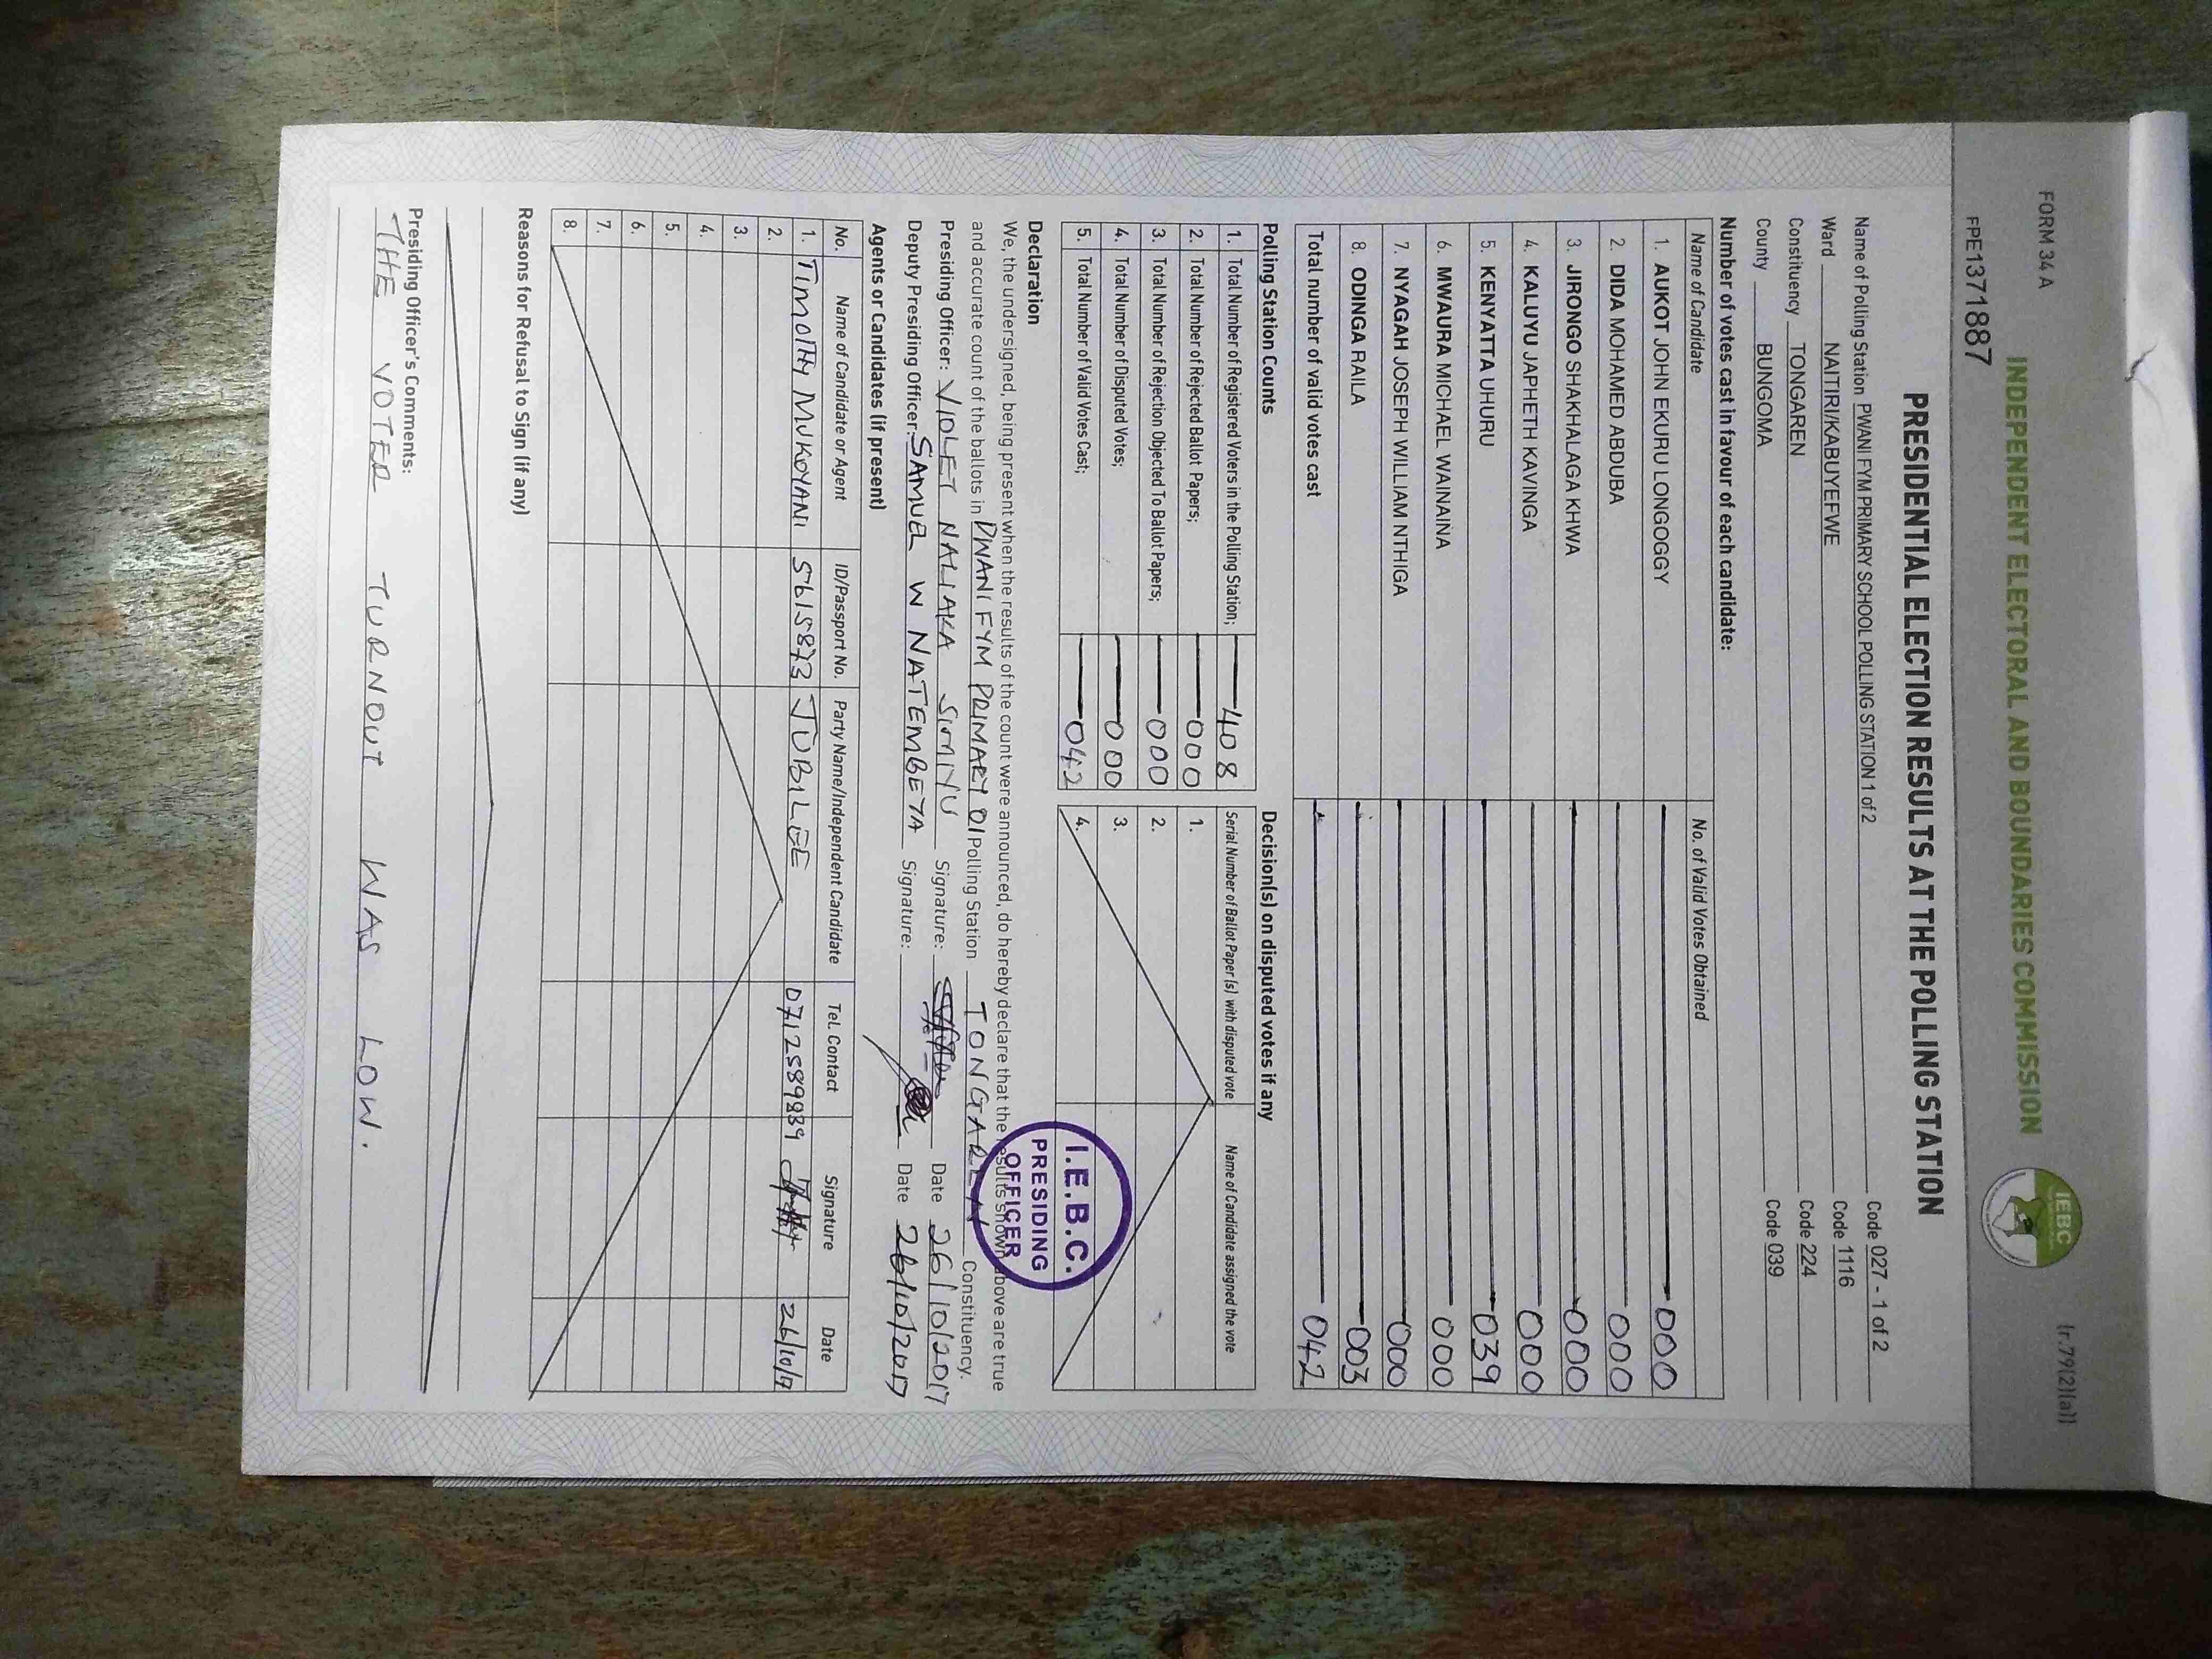 FORM 34 A
(r.79(2)(a))
INDEPENDENT ELECTORAL AND BOUNDARIES COMMISSION
IEBC
FPE1371887
PRESIDENTIAL ELECTION RESULTS AT THE POLLING STATION
Name of Polling Station PWANI FYM PRIMARY SCHOOL POLLING STATION 1 of 2 Code 027 - 1 of 2
Ward NAITIRI/KABUYEFWE Code 1116
Constituency TONGAREN Code 224
County BUNGOMA Code 039
Number of votes cast in favour of each candidate:
Name of Candidate No. of Valid Votes Obtained
1. AUKOT JOHN EKURU LONGOGGY 000
2. DIDA MOHAMED ABDUBA 000
3. JIRONGO SHAKHALAGA KHWA 000
4. KALUYU JAPHETH KAVINGA 000
5. KENYATTA UHURU 039
6. MWAURA MICHAEL WAINAINA 000
7. NYAGAH JOSEPH WILLIAM NTHIGA 000
8. ODINGA RAILA 003
Total number of valid votes cast 042
Polling Station Counts
1. Total Number of Registered Voters in the Polling Station; 408
2. Total Number of Rejected Ballot Papers; 000
3. Total Number of Rejection Objected To Ballot Papers; 000
4. Total Number of Disputed Votes; 000
5. Total Number of Valid Votes Cast; 042
Decision(s) on disputed votes if any
Serial Number of Ballot Paper (s) with disputed vote Name of Candidate assigned the vote
1.
2.
3.
4.
Declaration
We, the undersigned, being present when the results of the count were announced, do hereby declare that the results shown above are true
and accurate count of the ballots in PWANI FYM PRIMARY 01 Polling Station TONGAREN Constituency.
Presiding Officer: VIOLET NALIAKA SIMIYU Signature: Date 26/10/2017
Deputy Presiding Officer: SAMUEL W NATEMBEYA Signature: Date 26/10/2017
I.E.B.C.
PRESIDING
OFFICER
Agents or Candidates (if present)
No. Name of Candidate or Agent ID/Passport No. Party Name/Independent Candidate Tel. Contact Signature Date
1. TIMOTHY MUKOYANI 5615873 JUBILEE 0712589839 26/10/17
2.
3.
4.
5.
6.
7.
8.
Reasons for Refusal to Sign (if any)
Presiding Officer's Comments:
THE VOTER TURNOUT WAS LOW.